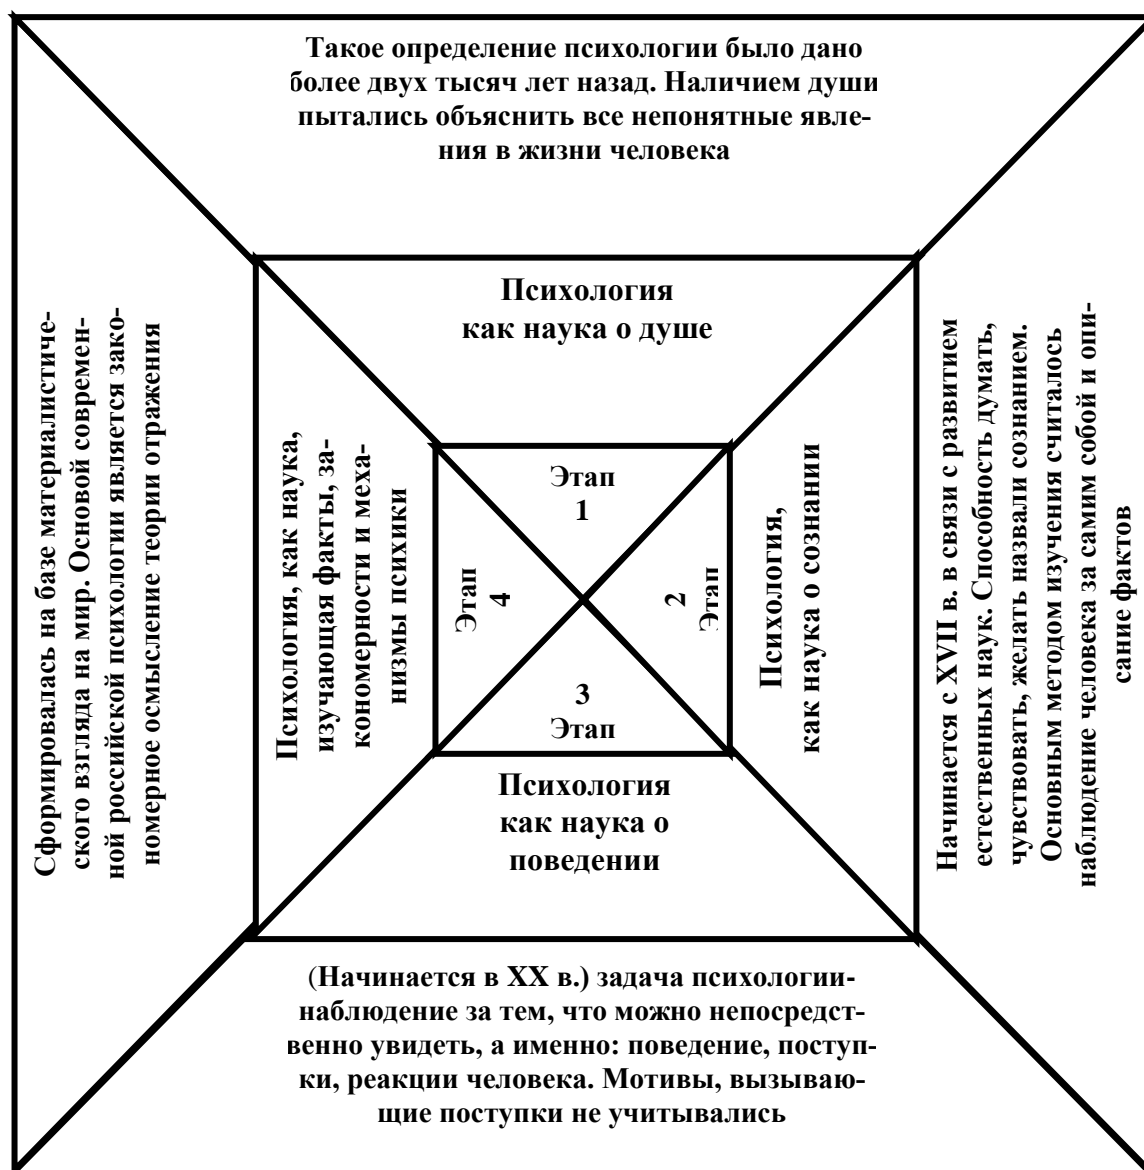 Такое определение психологии было дано
более двух тысяч лет назад. Наличием души
пытались объяснить все непонятные явле-
ния в жизни человека
Психология
как наука о душе
Этап
1
Начинается с XVII в. в связи с развитием
естественных наук. Способность думать,
чувствовать, желать назвали сознанием.
Основным методом изучения считалось
наблюдение человека за самим собой и опи-
сание фактов
Психология,
как наука о сознании
2
Этап
3
Этап
Психология
как наука о
поведении
(Начинается в XX в.) задача психологии-
наблюдение за тем, что можно непосредст-
венно увидеть, а именно: поведение, поступ-
ки, реакции человека. Мотивы, вызываю-
щие поступки не учитывались
Сформировалась на базе материалистиче-
ского взгляда на мир. Основой современ-
ной российской психологии является зако-
номерное осмысление теории отражения
Психология, как наука,
изучающая факты, за-
кономерности и меха-
низмы психики
Этап
4